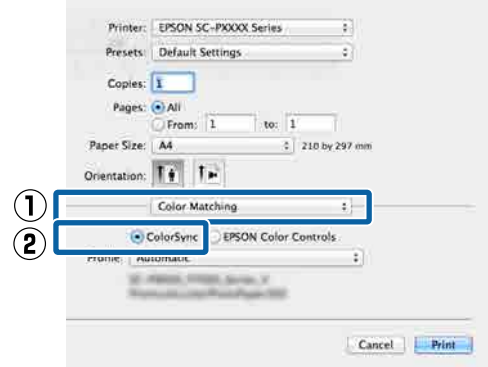 Printer: EPSON SC-PXXXX Series
Presets: Default Settings
Copies: 1
Pages: All
From: 1 to: 1
Paper Size: A4 210 by 297 mm
Orientation:
① Color Matching
② ColorSync EPSON Color Controls
Profile: Automatic
Cancel Print